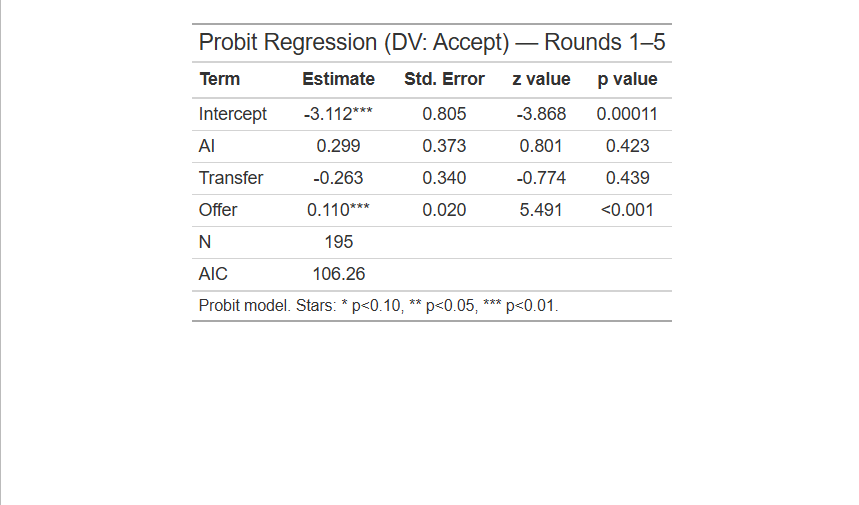 Probit Regression (DV: Accept) — Rounds 1–5
Term Estimate Std. Error z value p value
Intercept -3.112*** 0.805 -3.868 0.00011
AI 0.299 0.373 0.801 0.423
Transfer -0.263 0.340 -0.774 0.439
Offer 0.110*** 0.020 5.491 <0.001
N 195
AIC 106.26
Probit model. Stars: * p<0.10, ** p<0.05, *** p<0.01.